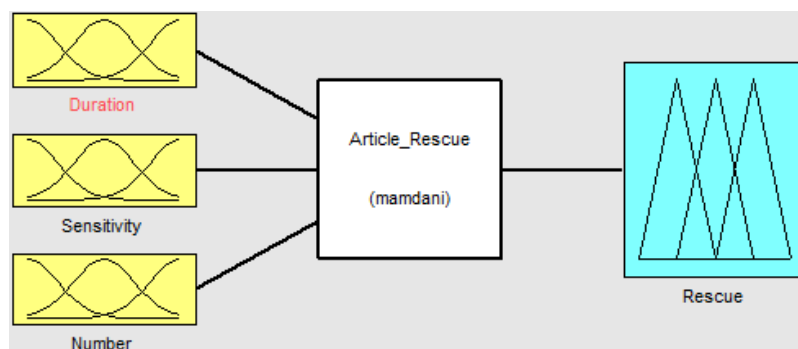 Duration
Article_Rescue
Sensitivity
(mamdani)
Rescue
Number